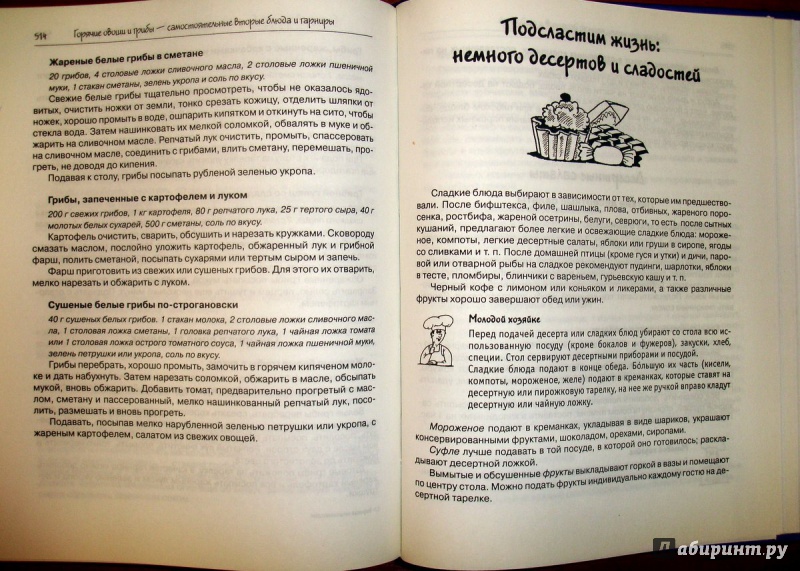 514
Горячие овощи и грибы — самостоятельные вторые блюда и гарниры
Жареные белые грибы в сметане
20 грибов, 4 столовые ложки сливочного масла, 2 столовые ложки пшеничной
муки, 1 стакан сметаны, зелень укропа и соль по вкусу.
Свежие белые грибы тщательно просмотреть, чтобы не оказалось ядо-
витых, очистить ножки от земли, тонко срезать кожицу, отделить шляпки от
ножек, хорошо промыть в воде, ошпарить кипятком и откинуть на сито, чтобы
стекла вода. Затем нашинковать их мелкой соломкой, обвалять в муке и об-
жарить на сливочном масле. Репчатый лук очистить, промыть, спассеровать
на сливочном масле, соединить с грибами, влить сметану, перемешать, про-
греть, не доводя до кипения.
Подавая к столу, грибы посыпать рубленой зеленью укропа.
Грибы, запеченные с картофелем и луком
200 г свежих грибов, 1 кг картофеля, 80 г репчатого лука, 25 г тертого сыра, 40 г
молотых белых сухарей, 500 г сметаны, соль по вкусу.
Картофель очистить, сварить, обсушить и нарезать кружками. Сковороду
смазать маслом, послойно уложить картофель, обжаренный лук и грибной
фарш, полить сметаной, посыпать сухарями или тертым сыром и запечь.
Фарш приготовить из свежих или сушеных грибов. Для этого их отварить,
мелко нарезать и обжарить с луком.
Сушеные белые грибы по-строгановски
40 г сушеных белых грибов, 1 стакан молока, 2 столовые ложки сливочного мас-
ла, 1 столовая ложка сметаны, 1 головка репчатого лука, 1 чайная ложка томата
или 1 столовая ложка острого томатного соуса, 1 чайная ложка пшеничной муки,
зелень петрушки или укропа, соль по вкусу.
Грибы перебрать, хорошо промыть, замочить в горячем кипяченом моло-
ке и дать набухнуть. Затем нарезать соломкой, обжарить в масле, обсыпать
мукой, вновь обжарить. Добавить томат, предварительно прогретый с мас-
лом, сметану и пассерованный, мелко нашинкованный репчатый лук, посо-
лить, размешать и вновь прогреть.
Подавать, посыпав мелко нарубленной зеленью петрушки или укропа, с
жареным картофелем, салатом из свежих овощей.
Подсластим жизнь:
немного десертов и сладостей
Сладкие блюда выбирают в зависимости от тех, которые им предшество-
вали. После бифштекса, филе, шашлыка, плова, отбивных, жареного поро-
сенка, ростбифа, жареной осетрины, белуги, севрюги, то есть после сытных
кушаний, предлагают более легкие и освежающие сладкие блюда: мороже-
ное, компоты, легкие десертные салаты, яблоки или груши в сиропе, ягоды
со сливками и т. п. После домашней птицы (кроме гуся и утки) и дичи, паро-
вой или отварной рыбы на сладкое рекомендуют пудинги, шарлотки, яблоки
в тесте, пломбиры, блинчики с вареньем, гурьевскую кашу и т. п.
Черный кофе с лимоном или коньяком и ликерами, а также различные
фрукты хорошо завершают обед или ужин.
Молодой хозяйке
Перед подачей десерта или сладких блюд убирают со стола всю ис-
пользованную посуду (кроме бокалов и фужеров), закуски, хлеб,
специи. Стол сервируют десертными приборами и посудой.
Сладкие блюда подают в конце обеда. Бо́льшую их часть (кисели,
компоты, мороженое, желе) подают в креманках, которые ставят на
десертную или пирожковую тарелку, на нее же ручкой вправо кладут
десертную или чайную ложку.
Мороженое подают в креманках, укладывая в виде шариков, украшают
консервированными фруктами, шоколадом, орехами, сиропами.
Суфле лучше подавать в той посуде, в которой оно готовилось; расклa-
дывают десертной ложкой.
Вымытые и обсушенные фрукты выкладывают горкой в вазы и помещают
по центру стола. Можно подать фрукты индивидуально каждому гостю на де-
сертной тарелке.
Лабиринт.ру